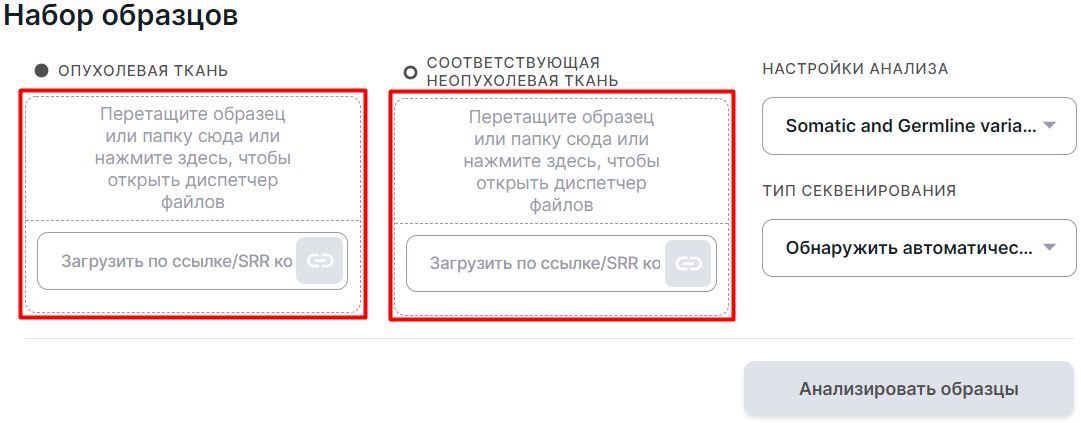 Набор образцов
ОПУХОЛЕВАЯ ТКАНЬ
Перетащите образец
или папку сюда или
нажмите здесь, чтобы
открыть диспетчер
файлов
Загрузить по ссылке/SRR ко
СООТВЕТСТВУЮЩАЯ
НЕОПУХОЛЕВАЯ ТКАНЬ
Перетащите образец
или папку сюда или
нажмите здесь, чтобы
открыть диспетчер
файлов
Загрузить по ссылке/SRR ко
НАСТРОЙКИ АНАЛИЗА
Somatic and Germline varia...
ТИП СЕКВЕНИРОВАНИЯ
Обнаружить автоматичес...
Анализировать образцы